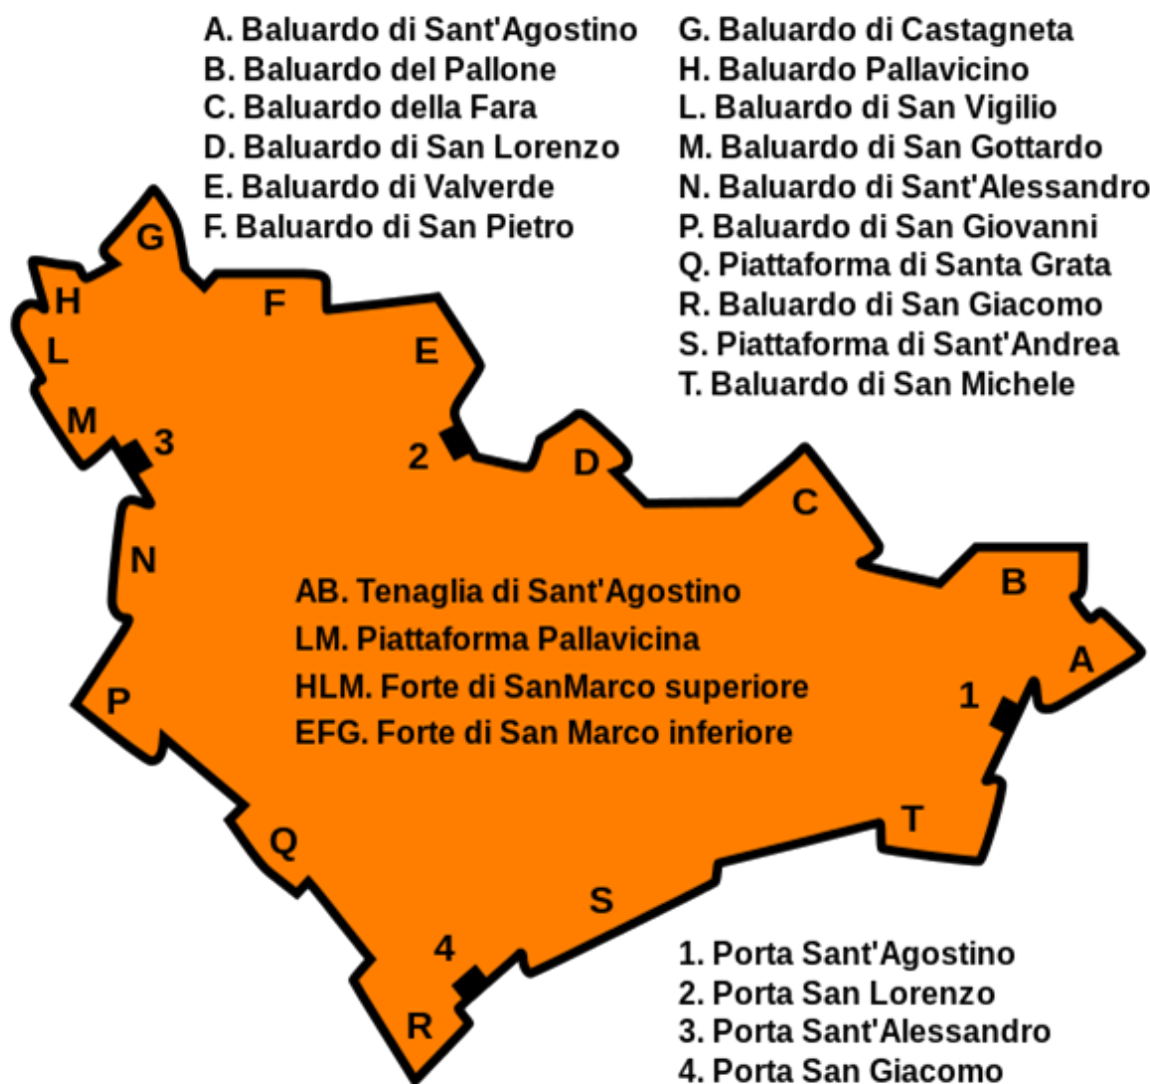 A. Baluardo di Sant'Agostino
B. Baluardo del Pallone
C. Baluardo della Fara
D. Baluardo di San Lorenzo
E. Baluardo di Valverde
F. Baluardo di San Pietro
G. Baluardo di Castagneta
H. Baluardo Pallavicino
L. Baluardo di San Vigilio
M. Baluardo di San Gottardo
N. Baluardo di Sant'Alessandro
P. Baluardo di San Giovanni
Q. Piattaforma di Santa Grata
R. Baluardo di San Giacomo
S. Piattaforma di Sant'Andrea
T. Baluardo di San Michele
G
H
F
L
E
M
3
2
D
C
N
B
A
P
1
T
Q
S
4
R
AB. Tenaglia di Sant'Agostino
LM. Piattaforma Pallavicina
HLM. Forte di SanMarco superiore
EFG. Forte di San Marco inferiore
1. Porta Sant'Agostino
2. Porta San Lorenzo
3. Porta Sant'Alessandro
4. Porta San Giacomo